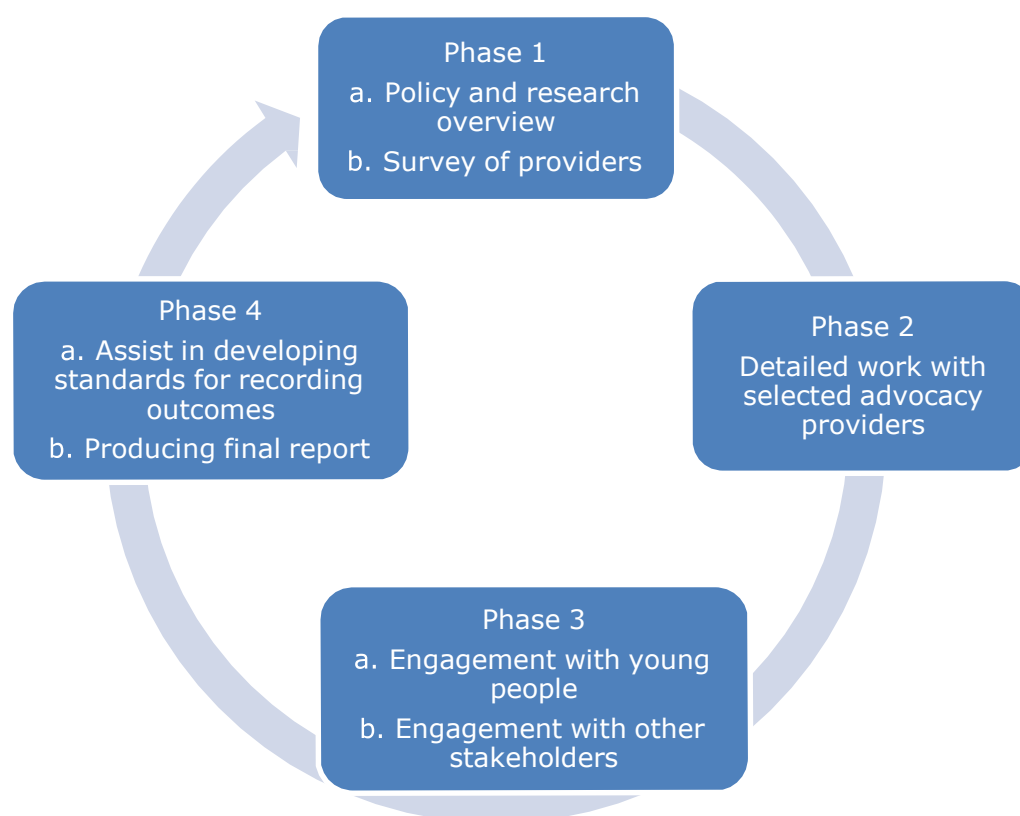 Phase 1
a. Policy and research
overview
b. Survey of providers
Phase 2
Detailed work with
selected advocacy
providers
Phase 3
a. Engagement with young
people
b. Engagement with other
stakeholders
Phase 4
a. Assist in developing
standards for recording
outcomes
b. Producing final report